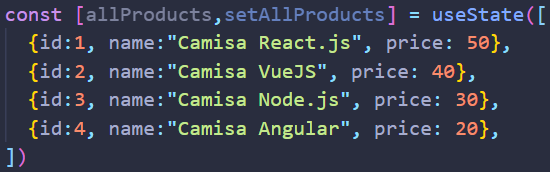 const [allProducts,setAllProducts] = useState([
{id:1, name:"Camisa React.js", price: 50},
{id:2, name:"Camisa VueJS", price: 40},
{id:3, name:"Camisa Node.js", price: 30},
{id:4, name:"Camisa Angular", price: 20},
])